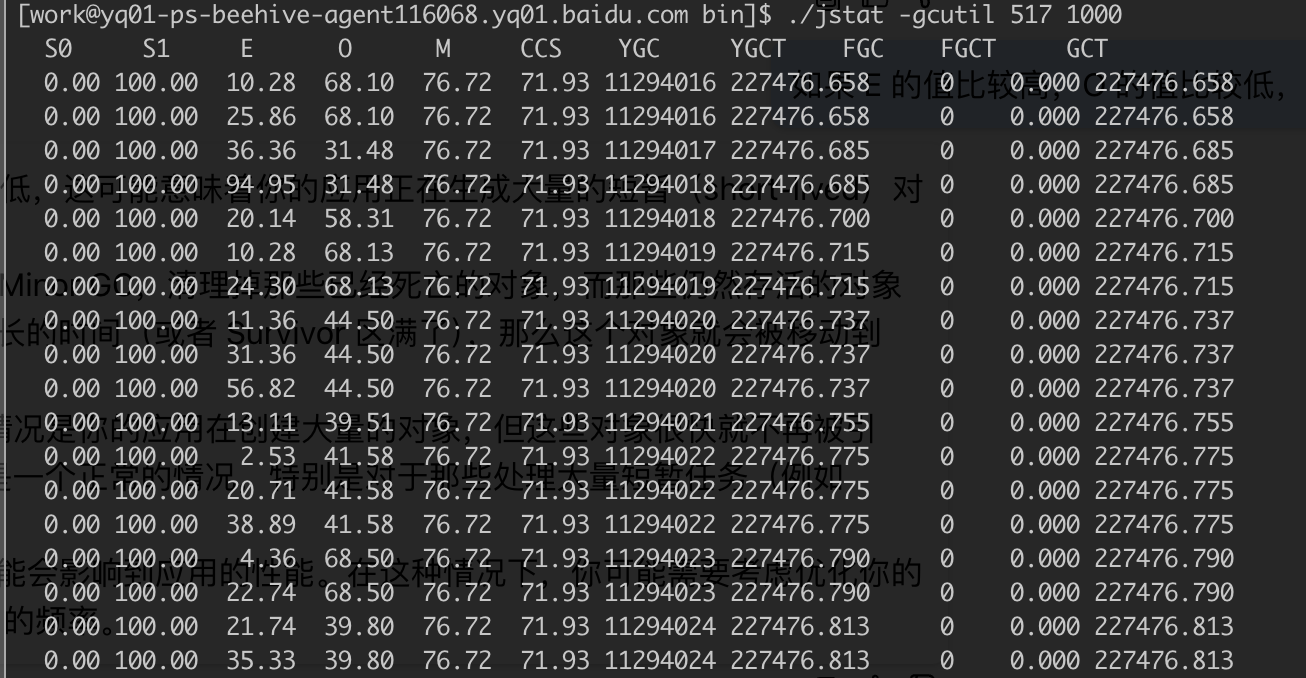 [work@yq01-ps-beehive-agent116068.yq01.baidu.com bin]$ ./jstat -gcutil 517 1000
S0 S1 E O M CCS YGC YGCT FGC FGCT GCT
0.00 100.00 10.28 68.10 76.72 71.93 11294016 227476.658 0 0.000 227476.658
如果 E 的值比较高，O 的值比较低，
0.00 100.00 25.86 68.10 76.72 71.93 11294016 227476.658 0 0.000 227476.658
0.00 100.00 36.36 31.48 76.72 71.93 11294017 227476.685 0 0.000 227476.685
0.00 100.00 94.95 31.48 76.72 71.93 11294018 227476.685 0 0.000 227476.685
低，这可能意味着你的应用正在生成大量的短暂（short-lived）对
0.00 100.00 20.14 58.31 76.72 71.93 11294018 227476.700 0 0.000 227476.700
0.00 100.00 10.28 68.13 76.72 71.93 11294019 227476.715 0 0.000 227476.715
0.00 100.00 24.80 68.13 76.72 71.93 11294019 227476.715 0 0.000 227476.715
Minor GC，清理掉那些已经死亡的对象，而那些仍然存活的对象
0.00 100.00 11.36 44.50 76.72 71.93 11294020 227476.737 0 0.000 227476.737
长的时间（或者 Survivor 区满了），那么这个对象就会被移动到
0.00 100.00 31.36 44.50 76.72 71.93 11294020 227476.737 0 0.000 227476.737
0.00 100.00 56.82 44.50 76.72 71.93 11294020 227476.737 0 0.000 227476.737
0.00 100.00 13.11 39.51 76.72 71.93 11294021 227476.755 0 0.000 227476.755
情况是你的应用在创建大量的对象，但这些对象很快就不再被引
0.00 100.00 2.53 41.58 76.72 71.93 11294022 227476.775 0 0.000 227476.775
是一个正常的情况，特别是对于那些处理大量短暂任务（例如
0.00 100.00 20.71 41.58 76.72 71.93 11294022 227476.775 0 0.000 227476.775
0.00 100.00 38.89 41.58 76.72 71.93 11294022 227476.775 0 0.000 227476.775
0.00 100.00 4.36 68.50 76.72 71.93 11294023 227476.790 0 0.000 227476.790
能会影响到应用的性能。在这种情况下，你可能需要考虑优化你的
0.00 100.00 22.74 68.50 76.72 71.93 11294023 227476.790 0 0.000 227476.790
的频率。
0.00 100.00 21.74 39.80 76.72 71.93 11294024 227476.813 0 0.000 227476.813
0.00 100.00 35.33 39.80 76.72 71.93 11294024 227476.813 0 0.000 227476.813